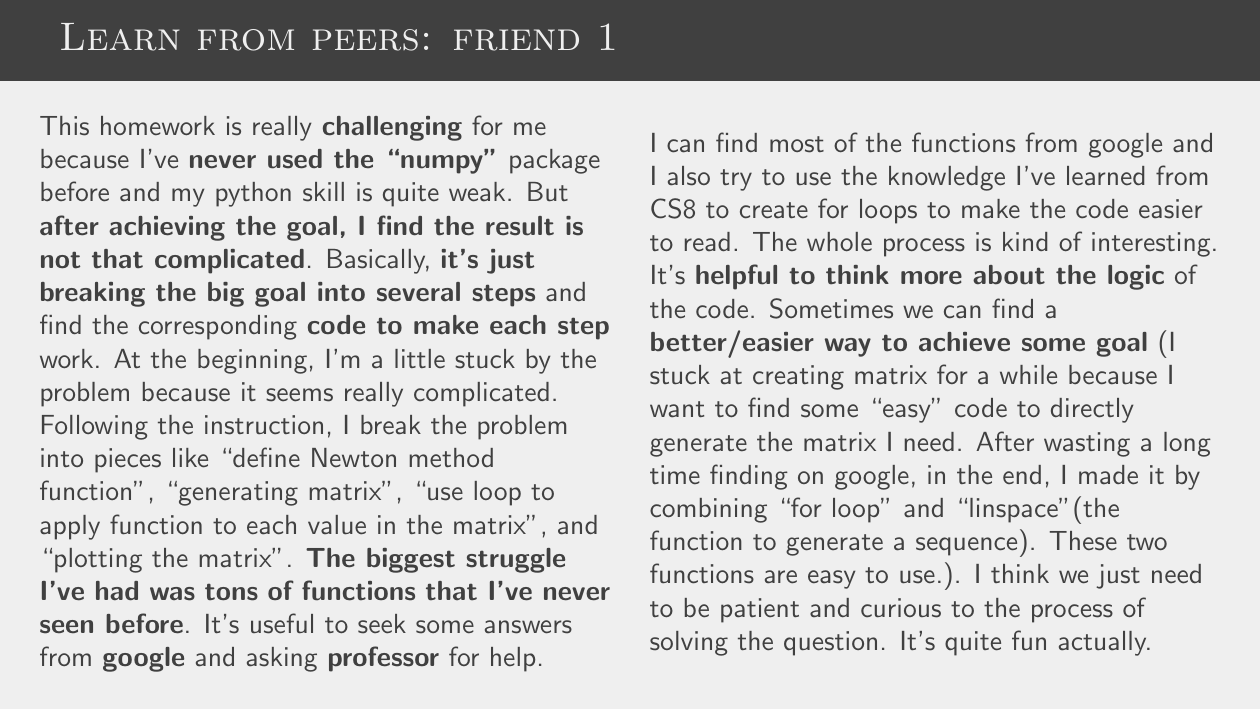 Learn from peers: friend 1
This homework is really challenging for me
because I've never used the “numpy” package
before and my python skill is quite weak. But
after achieving the goal, I find the result is
not that complicated. Basically, it's just
breaking the big goal into several steps and
find the corresponding code to make each step
work. At the beginning, I'm a little stuck by the
problem because it seems really complicated.
Following the instruction, I break the problem
into pieces like “define Newton method
function”, “generating matrix”, “use loop to
apply function to each value in the matrix”, and
“plotting the matrix”. The biggest struggle
I've had was tons of functions that I've never
seen before. It's useful to seek some answers
from google and asking professor for help.
I can find most of the functions from google and
I also try to use the knowledge I've learned from
CS8 to create for loops to make the code easier
to read. The whole process is kind of interesting.
It's helpful to think more about the logic of
the code. Sometimes we can find a
better/easier way to achieve some goal (I
stuck at creating matrix for a while because I
want to find some “easy” code to directly
generate the matrix I need. After wasting a long
time finding on google, in the end, I made it by
combining “for loop” and “linspace”(the
function to generate a sequence). These two
functions are easy to use.). I think we just need
to be patient and curious to the process of
solving the question. It's quite fun actually.